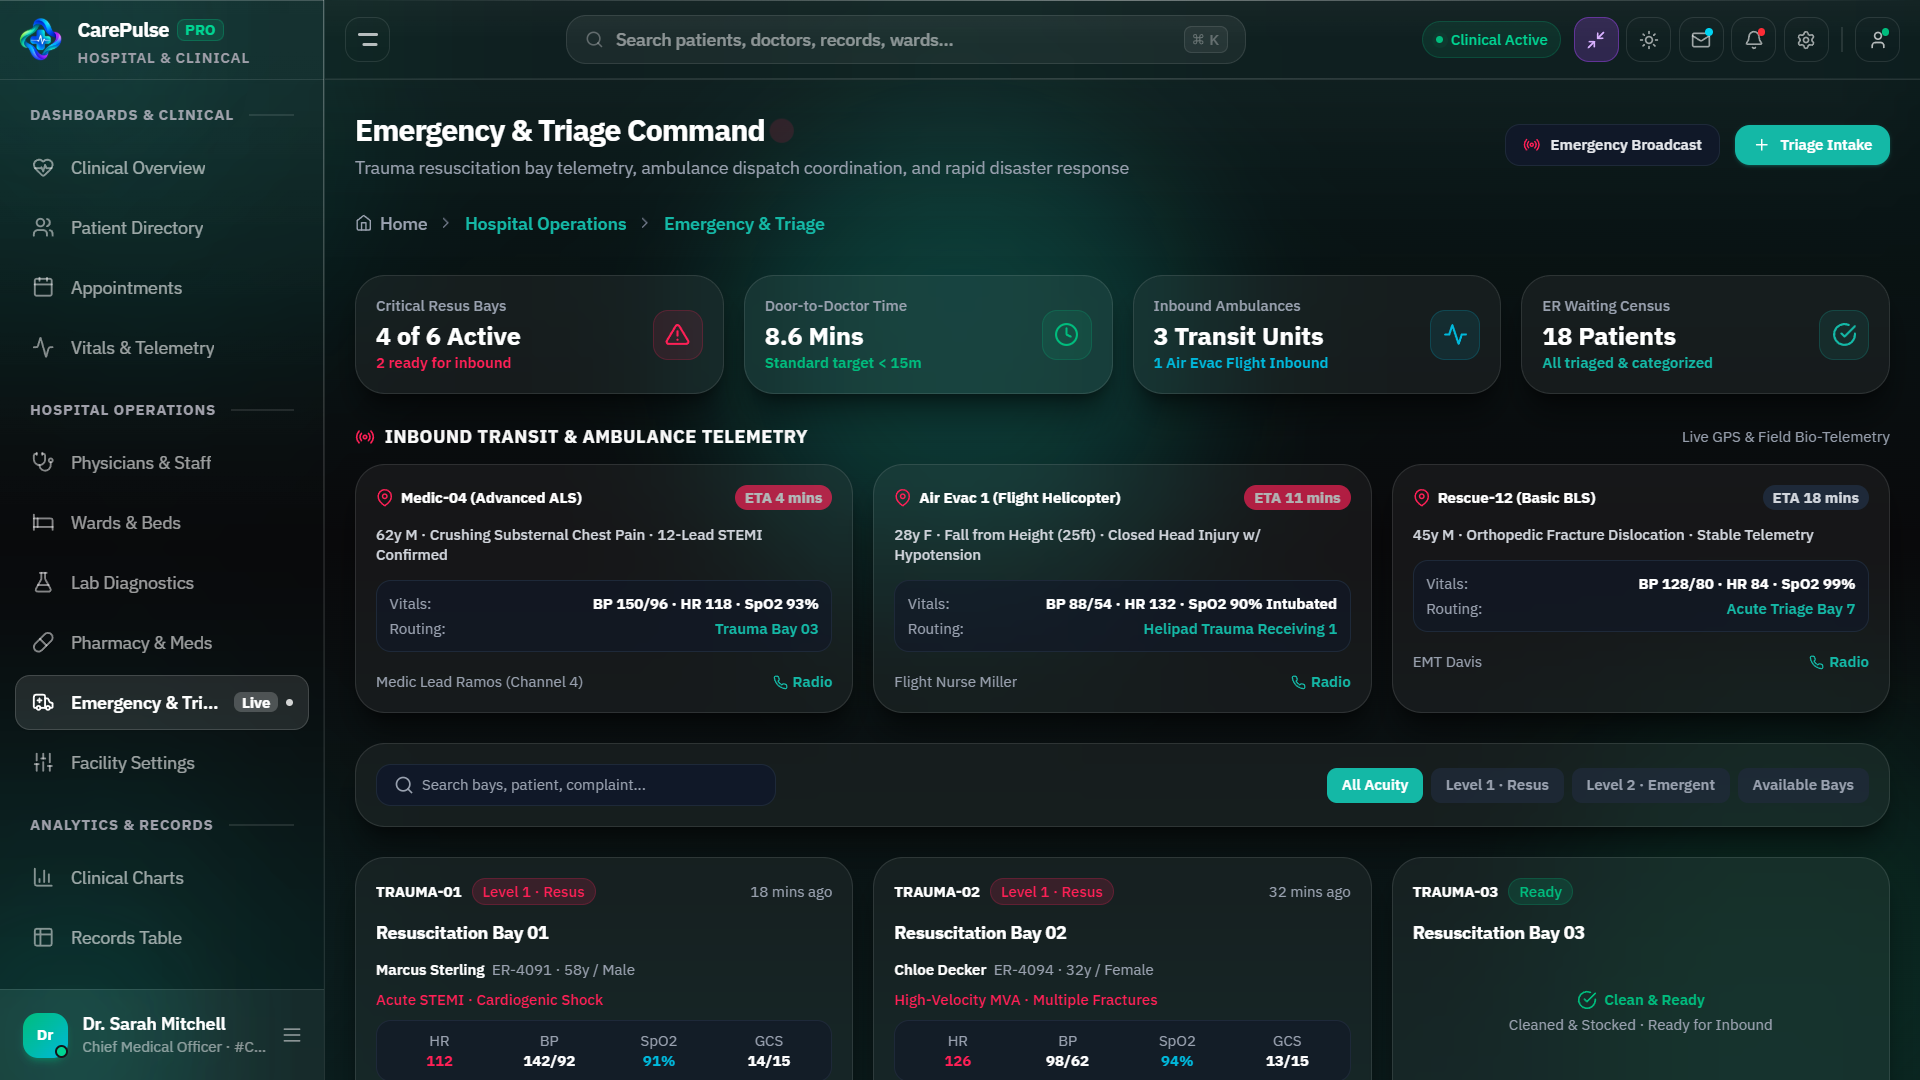 CarePulse PRO
HOSPITAL & CLINICAL
Search patients, doctors, records, wards...
⌘ K
Clinical Active
DASHBOARDS & CLINICAL
Clinical Overview
Patient Directory
Appointments
Vitals & Telemetry
HOSPITAL OPERATIONS
Physicians & Staff
Wards & Beds
Lab Diagnostics
Pharmacy & Meds
Emergency & Tri... Live
Facility Settings
ANALYTICS & RECORDS
Clinical Charts
Records Table
Dr
Dr. Sarah Mitchell
Chief Medical Officer · #C...
Emergency & Triage Command
Trauma resuscitation bay telemetry, ambulance dispatch coordination, and rapid disaster response
Emergency Broadcast
Triage Intake
Home > Hospital Operations > Emergency & Triage
Critical Resus Bays
4 of 6 Active
2 ready for inbound
Door-to-Doctor Time
8.6 Mins
Standard target < 15m
Inbound Ambulances
3 Transit Units
1 Air Evac Flight Inbound
ER Waiting Census
18 Patients
All triaged & categorized
INBOUND TRANSIT & AMBULANCE TELEMETRY
Live GPS & Field Bio-Telemetry
Medic-04 (Advanced ALS)
ETA 4 mins
62y M · Crushing Substernal Chest Pain · 12-Lead STEMI
Confirmed
Vitals: BP 150/96 · HR 118 · SpO2 93%
Routing: Trauma Bay 03
Medic Lead Ramos (Channel 4)
Radio
Air Evac 1 (Flight Helicopter)
ETA 11 mins
28y F · Fall from Height (25ft) · Closed Head Injury w/
Hypotension
Vitals: BP 88/54 · HR 132 · SpO2 90% Intubated
Routing: Helipad Trauma Receiving 1
Flight Nurse Miller
Radio
Rescue-12 (Basic BLS)
ETA 18 mins
45y M · Orthopedic Fracture Dislocation · Stable Telemetry
Vitals: BP 128/80 · HR 84 · SpO2 99%
Routing: Acute Triage Bay 7
EMT Davis
Radio
Search bays, patient, complaint...
All Acuity
Level 1 · Resus
Level 2 · Emergent
Available Bays
TRAUMA-01 Level 1 · Resus 18 mins ago
Resuscitation Bay 01
Marcus Sterling ER-4091 · 58y / Male
Acute STEMI · Cardiogenic Shock
HR BP SpO2 GCS
112 142/92 91% 14/15
TRAUMA-02 Level 1 · Resus 32 mins ago
Resuscitation Bay 02
Chloe Decker ER-4094 · 32y / Female
High-Velocity MVA · Multiple Fractures
HR BP SpO2 GCS
126 98/62 94% 13/15
TRAUMA-03 Ready
Resuscitation Bay 03
Clean & Ready
Cleaned & Stocked · Ready for Inbound